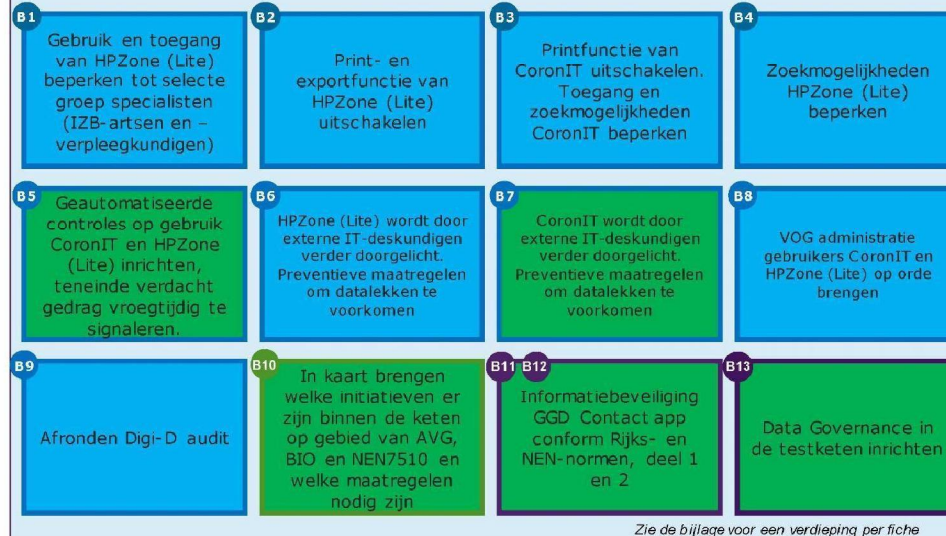 B1
Gebruik en toegang
van HPZone (Lite)
beperken tot selecte
groep specialisten
(IZB-artsen en –
verpleegkundigen)
B2
Print- en
exportfunctie van
HPZone (Lite)
uitschakelen
B3
Printfunctie van
CoronIT uitschakelen.
Toegang en
zoekmogelijkheden
CoronIT beperken
B4
Zoekmogelijkheden
HPZone (Lite)
beperken
B5
Geautomatiseerde
controles op gebruik
CoronIT en HPZone
(Lite) inrichten,
teneinde verdacht
gedrag vroegtijdig te
signaleren.
B6
HPZone (Lite) wordt door
externe IT-deskundigen
verder doorgelicht.
Preventieve maatregelen
om datalekken te
voorkomen
B7
CoronIT wordt door
externe IT-deskundigen
verder doorgelicht.
Preventieve maatregelen
om datalekken te
voorkomen
B8
VOG administratie
gebruikers CoronIT en
HPZone (Lite) op orde
brengen
B9
Afronden Digi-D audit
B10
In kaart brengen
welke initiatieven er
zijn binnen de keten
op gebied van AVG,
BIO en NEN7510 en
welke maatregelen
nodig zijn
B11 B12
Informatiebeveiliging
GGD Contact app
conform Rijks- en
NEN-normen, deel 1
en 2
B13
Data Governance in
de testketen inrichten
Zie de bijlage voor een verdieping per fiche